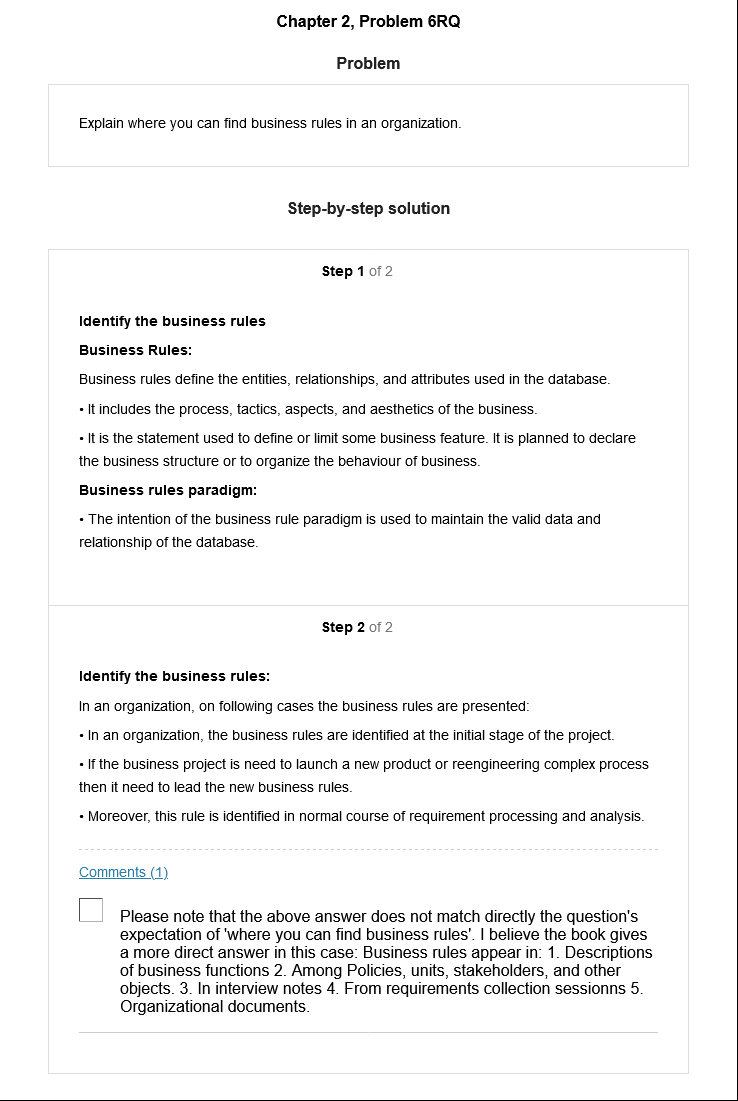 Chapter 2, Problem 6RQ
Problem
Explain where you can find business rules in an organization.
Step-by-step solution
Step 1 of 2
Identify the business rules
Business Rules:
Business rules define the entities, relationships, and attributes used in the database.
• It includes the process, tactics, aspects, and aesthetics of the business.
• It is the statement used to define or limit some business feature. It is planned to declare
the business structure or to organize the behaviour of business.
Business rules paradigm:
• The intention of the business rule paradigm is used to maintain the valid data and
relationship of the database.
Step 2 of 2
Identify the business rules:
In an organization, on following cases the business rules are presented:
• In an organization, the business rules are identified at the initial stage of the project.
• If the business project is need to launch a new product or reengineering complex process
then it need to lead the new business rules.
• Moreover, this rule is identified in normal course of requirement processing and analysis.
Comments (1)
Please note that the above answer does not match directly the question's
expectation of 'where you can find business rules'. I believe the book gives
a more direct answer in this case: Business rules appear in: 1. Descriptions
of business functions 2. Among Policies, units, stakeholders, and other
objects. 3. In interview notes 4. From requirements collection sessionns 5.
Organizational documents.